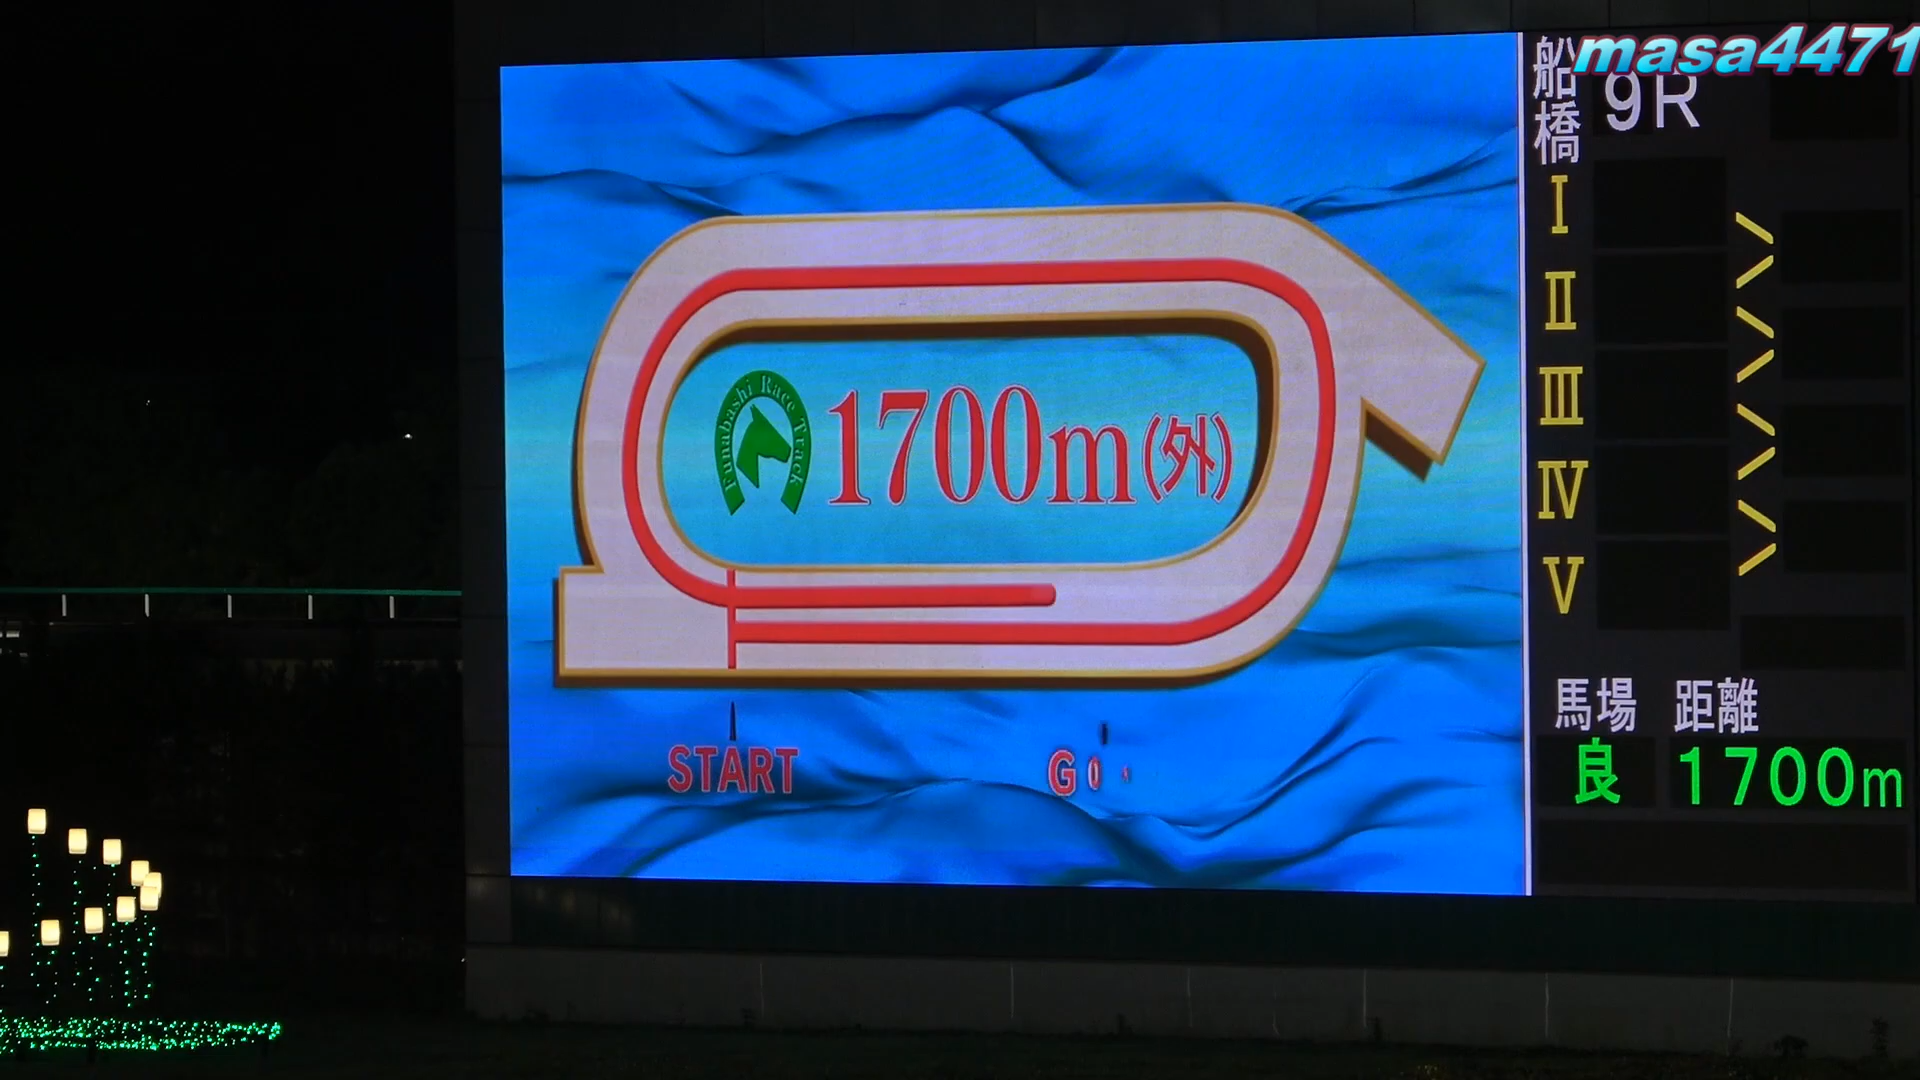 masa4471
船橋 9R
Funabashi Race Track
1700m(外)
START
Ⅰ
Ⅱ
Ⅲ
Ⅳ
Ⅴ
馬場 距離
良 1700m